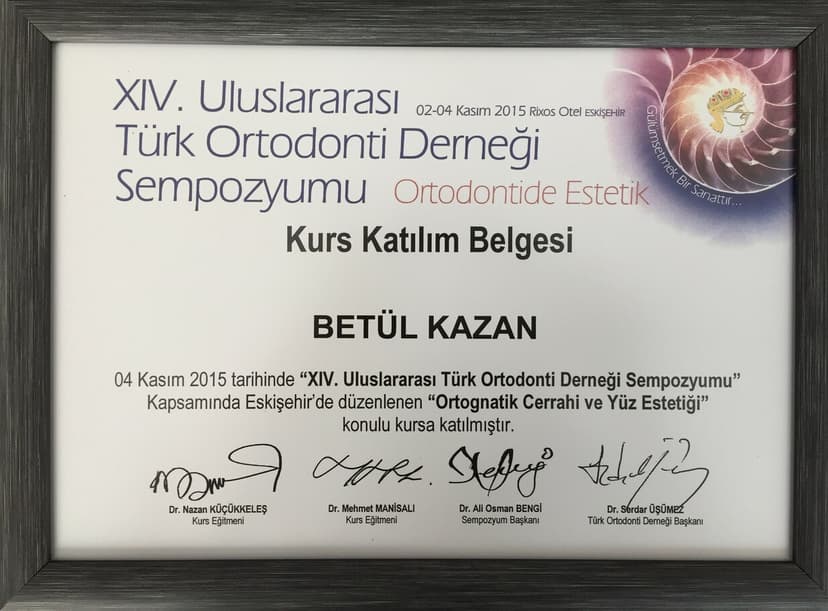 XIV. Uluslararası 02-04 Kasım 2015 Rixos Otel ESKİŞEHİR
Türk Ortodonti Derneği
Sempozyumu Ortodontide Estetik
Gülümsetmek Bir Sanattır...
Kurs Katılım Belgesi
BETÜL KAZAN
04 Kasım 2015 tarihinde “XIV. Uluslararası Türk Ortodonti Derneği Sempozyumu”
Kapsamında Eskişehir’de düzenlenen “Ortognatik Cerrahi ve Yüz Estetiği”
konulu kursa katılmıştır.
Dr. Nazan KÜÇÜKKELEŞ Dr. Mehmet MANİSALI Dr. Ali Osman BENGİ Dr. Serdar ÜŞÜMEZ
Kurs Eğitmeni Kurs Eğitmeni Sempozyum Başkanı Türk Ortodonti Derneği Başkanı